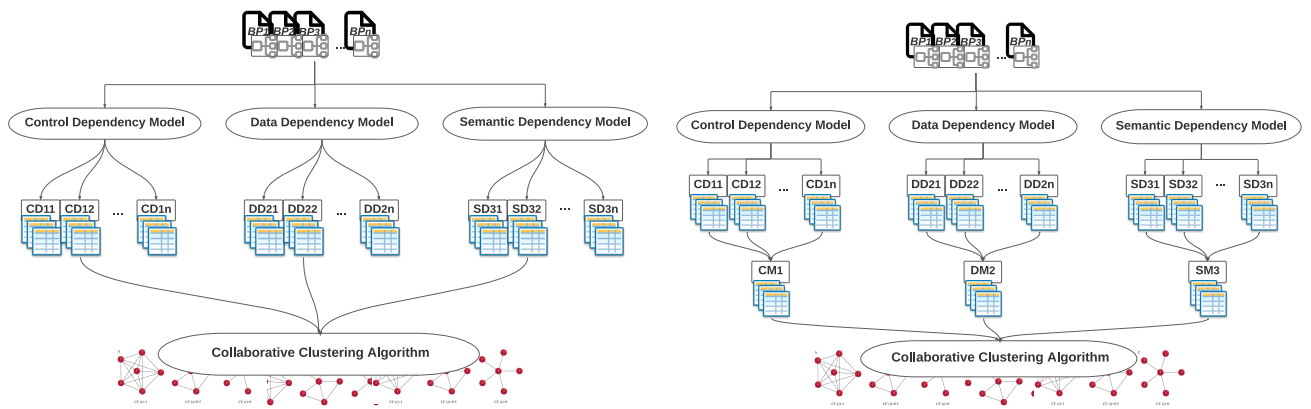 BP1 BP2 BP3 ... BPn
Control Dependency Model Data Dependency Model Semantic Dependency Model
CD11 CD12 ... CD1n DD21 DD22 ... DD2n SD31 SD32 ... SD3n
Collaborative Clustering Algorithm
BP1 BP2 BP3 ... BPn
Control Dependency Model Data Dependency Model Semantic Dependency Model
CD11 CD12 ... CD1n DD21 DD22 ... DD2n SD31 SD32 ... SD3n
CM1 DM2 SM3
Collaborative Clustering Algorithm